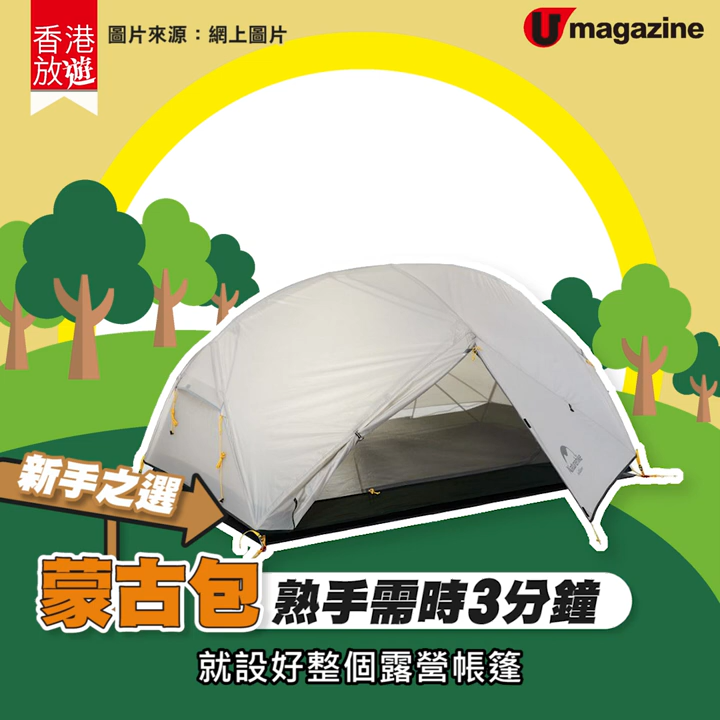 香港
放遊
圖片來源：網上圖片
U magazine
新手之選
蒙古包
熟手需時3分鐘
就設好整個露營帳篷